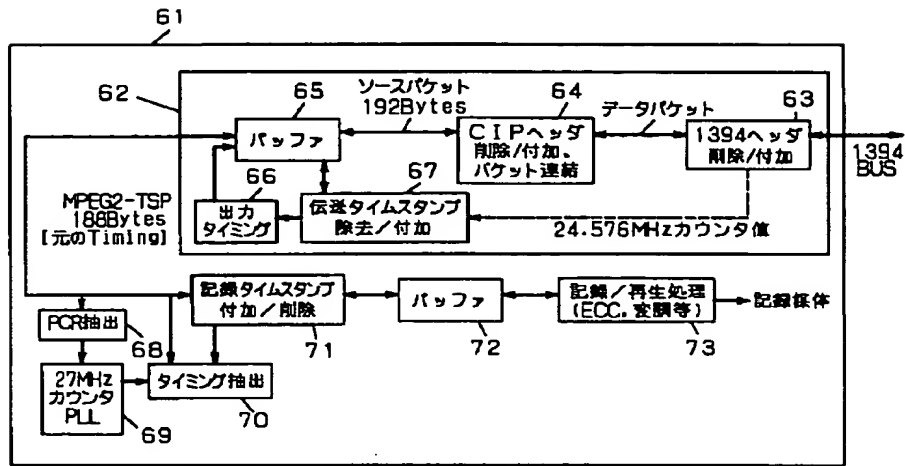 61
62
65
バッファ
ソースパケット
192Bytes
64
CIPヘッダ
削除/付加、
パケット連結
データパケット
63
1394ヘッダ
削除/付加
1394
BUS
66
出力
タイミング
67
伝送タイムスタンプ
除去/付加
24.576MHzカウンタ値
MPEG2-TSP
188Bytes
[元のTiming]
記録タイムスタンプ
付加/削除
71
バッファ
72
記録/再生処理
(ECC,変調等)
73
記録媒体
PCR抽出
68
27MHz
カウンタ
PLL
69
タイミング抽出
70